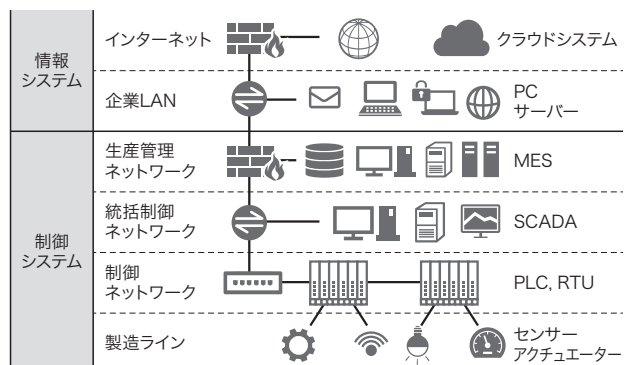 情報
システム
インターネット
クラウドシステム
企業LAN
PC
サーバー
制御
システム
生産管理
ネットワーク
MES
統括制御
ネットワーク
SCADA
制御
ネットワーク
PLC, RTU
製造ライン
センサー
アクチュエーター